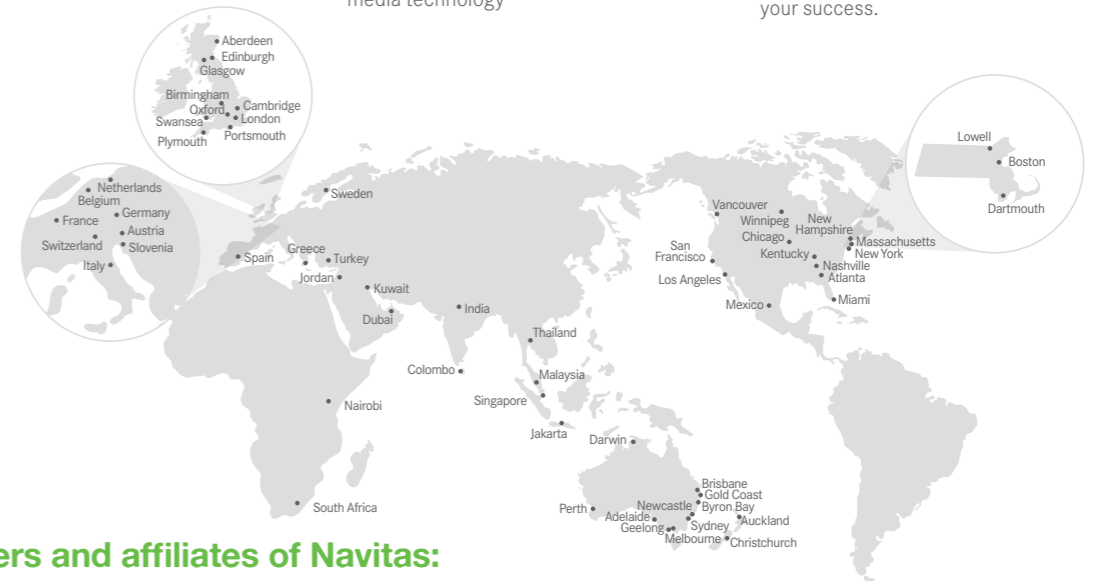 media technology
your success.
Aberdeen
Edinburgh
Glasgow
Birmingham
Oxford
Cambridge
Swansea
London
Plymouth
Portsmouth
Netherlands
Belgium
France
Germany
Austria
Switzerland
Slovenia
Italy
Sweden
Spain
Greece
Turkey
Jordan
Kuwait
Dubai
India
Thailand
Colombo
Malaysia
Singapore
Jakarta
Nairobi
South Africa
Darwin
Perth
Adelaide
Geelong
Melbourne
Newcastle
Sydney
Brisbane
Gold Coast
Byron Bay
Auckland
Christchurch
Vancouver
Winnipeg
Chicago
New
Hampshire
Massachusetts
New York
Kentucky
Nashville
Atlanta
San
Francisco
Los Angeles
Mexico
Miami
Lowell
Boston
Dartmouth
ers and affiliates of Navitas: